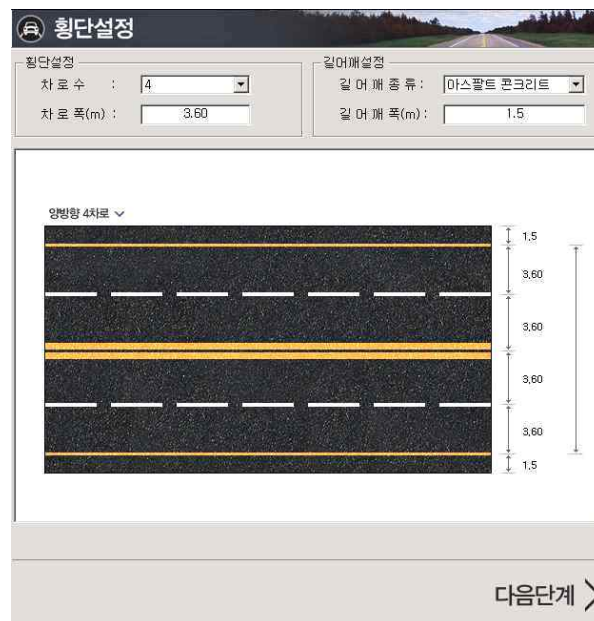 횡단설정
횡단설정
차로수 : 4
차로폭(m) : 3.60
길어깨설정
길어깨종류: 아스팔트 콘크리트
길어깨폭(m): 1.5
양방향 4차로
1.5
3.60
3.60
3.60
3.60
1.5
다음단계